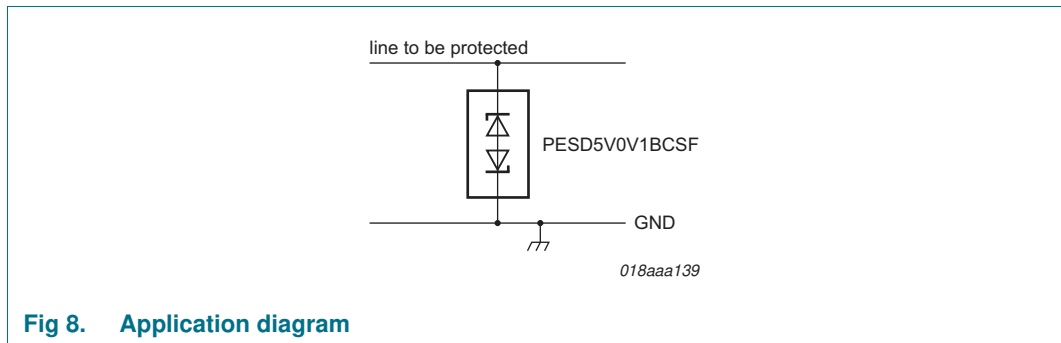 line to be protected
PESD5V0V1BCSF
GND
018aaa139
Fig 8. Application diagram